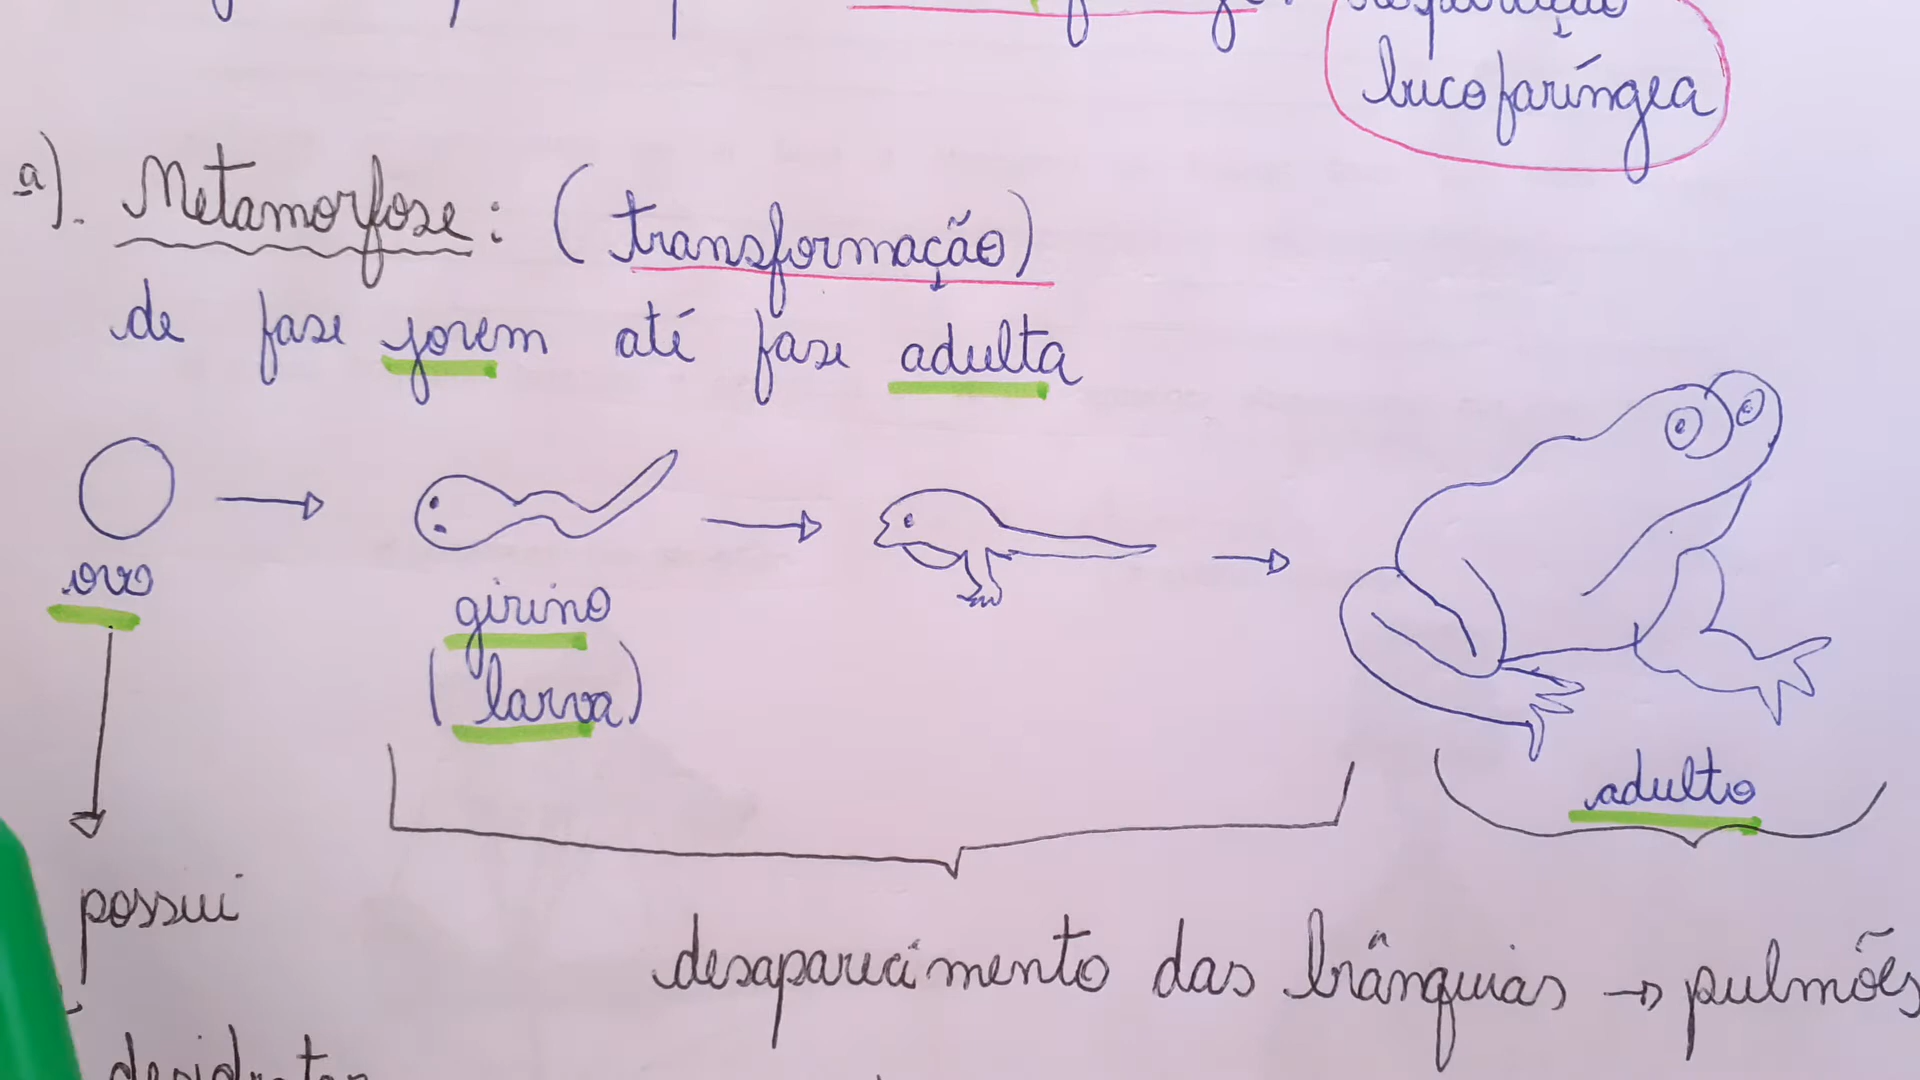 bucofaríngea
a). Metamorfose: (transformação)
de fase jovem até fase adulta
ovo
girino
(larva)
adulto
possui
desaparecimento das brânquias → pulmões